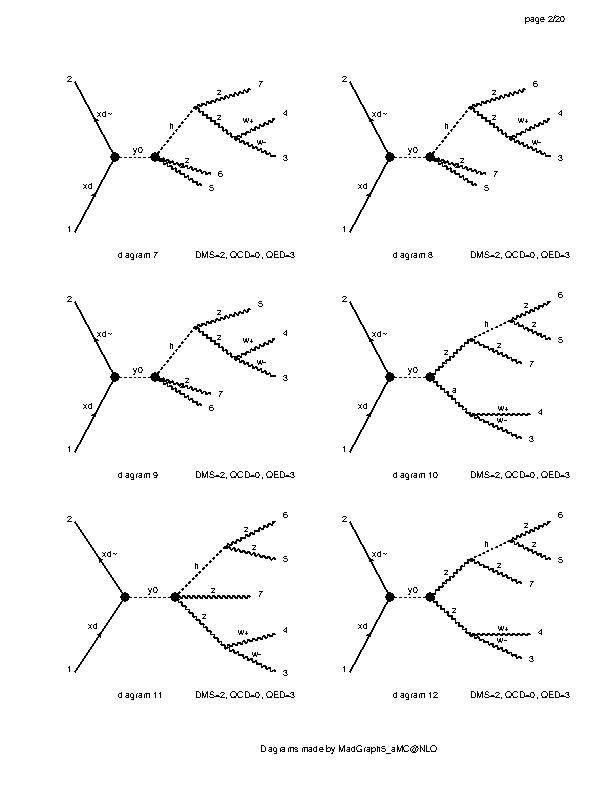 page 2/20
2
xd~
xd
1
y0
h
z
7
z
w+
4
w-
3
z
6
5
diagram 7 DMS=2, QCD=0, QED=3
2
xd~
xd
1
y0
h
z
6
z
w+
4
w-
3
z
7
5
diagram 8 DMS=2, QCD=0, QED=3
2
xd~
xd
1
y0
h
z
5
z
w+
4
w-
3
z
7
6
diagram 9 DMS=2, QCD=0, QED=3
2
xd~
xd
1
y0
z
h
z
6
z
5
z
7
a
w+
4
w-
3
diagram 10 DMS=2, QCD=0, QED=3
2
xd~
xd
1
y0
h
z
6
z
5
z
7
z
w+
4
w-
3
diagram 11 DMS=2, QCD=0, QED=3
2
xd~
xd
1
y0
z
h
z
6
z
5
z
7
z
w+
4
w-
3
diagram 12 DMS=2, QCD=0, QED=3
Diagrams made by MadGraph5_aMC@NLO